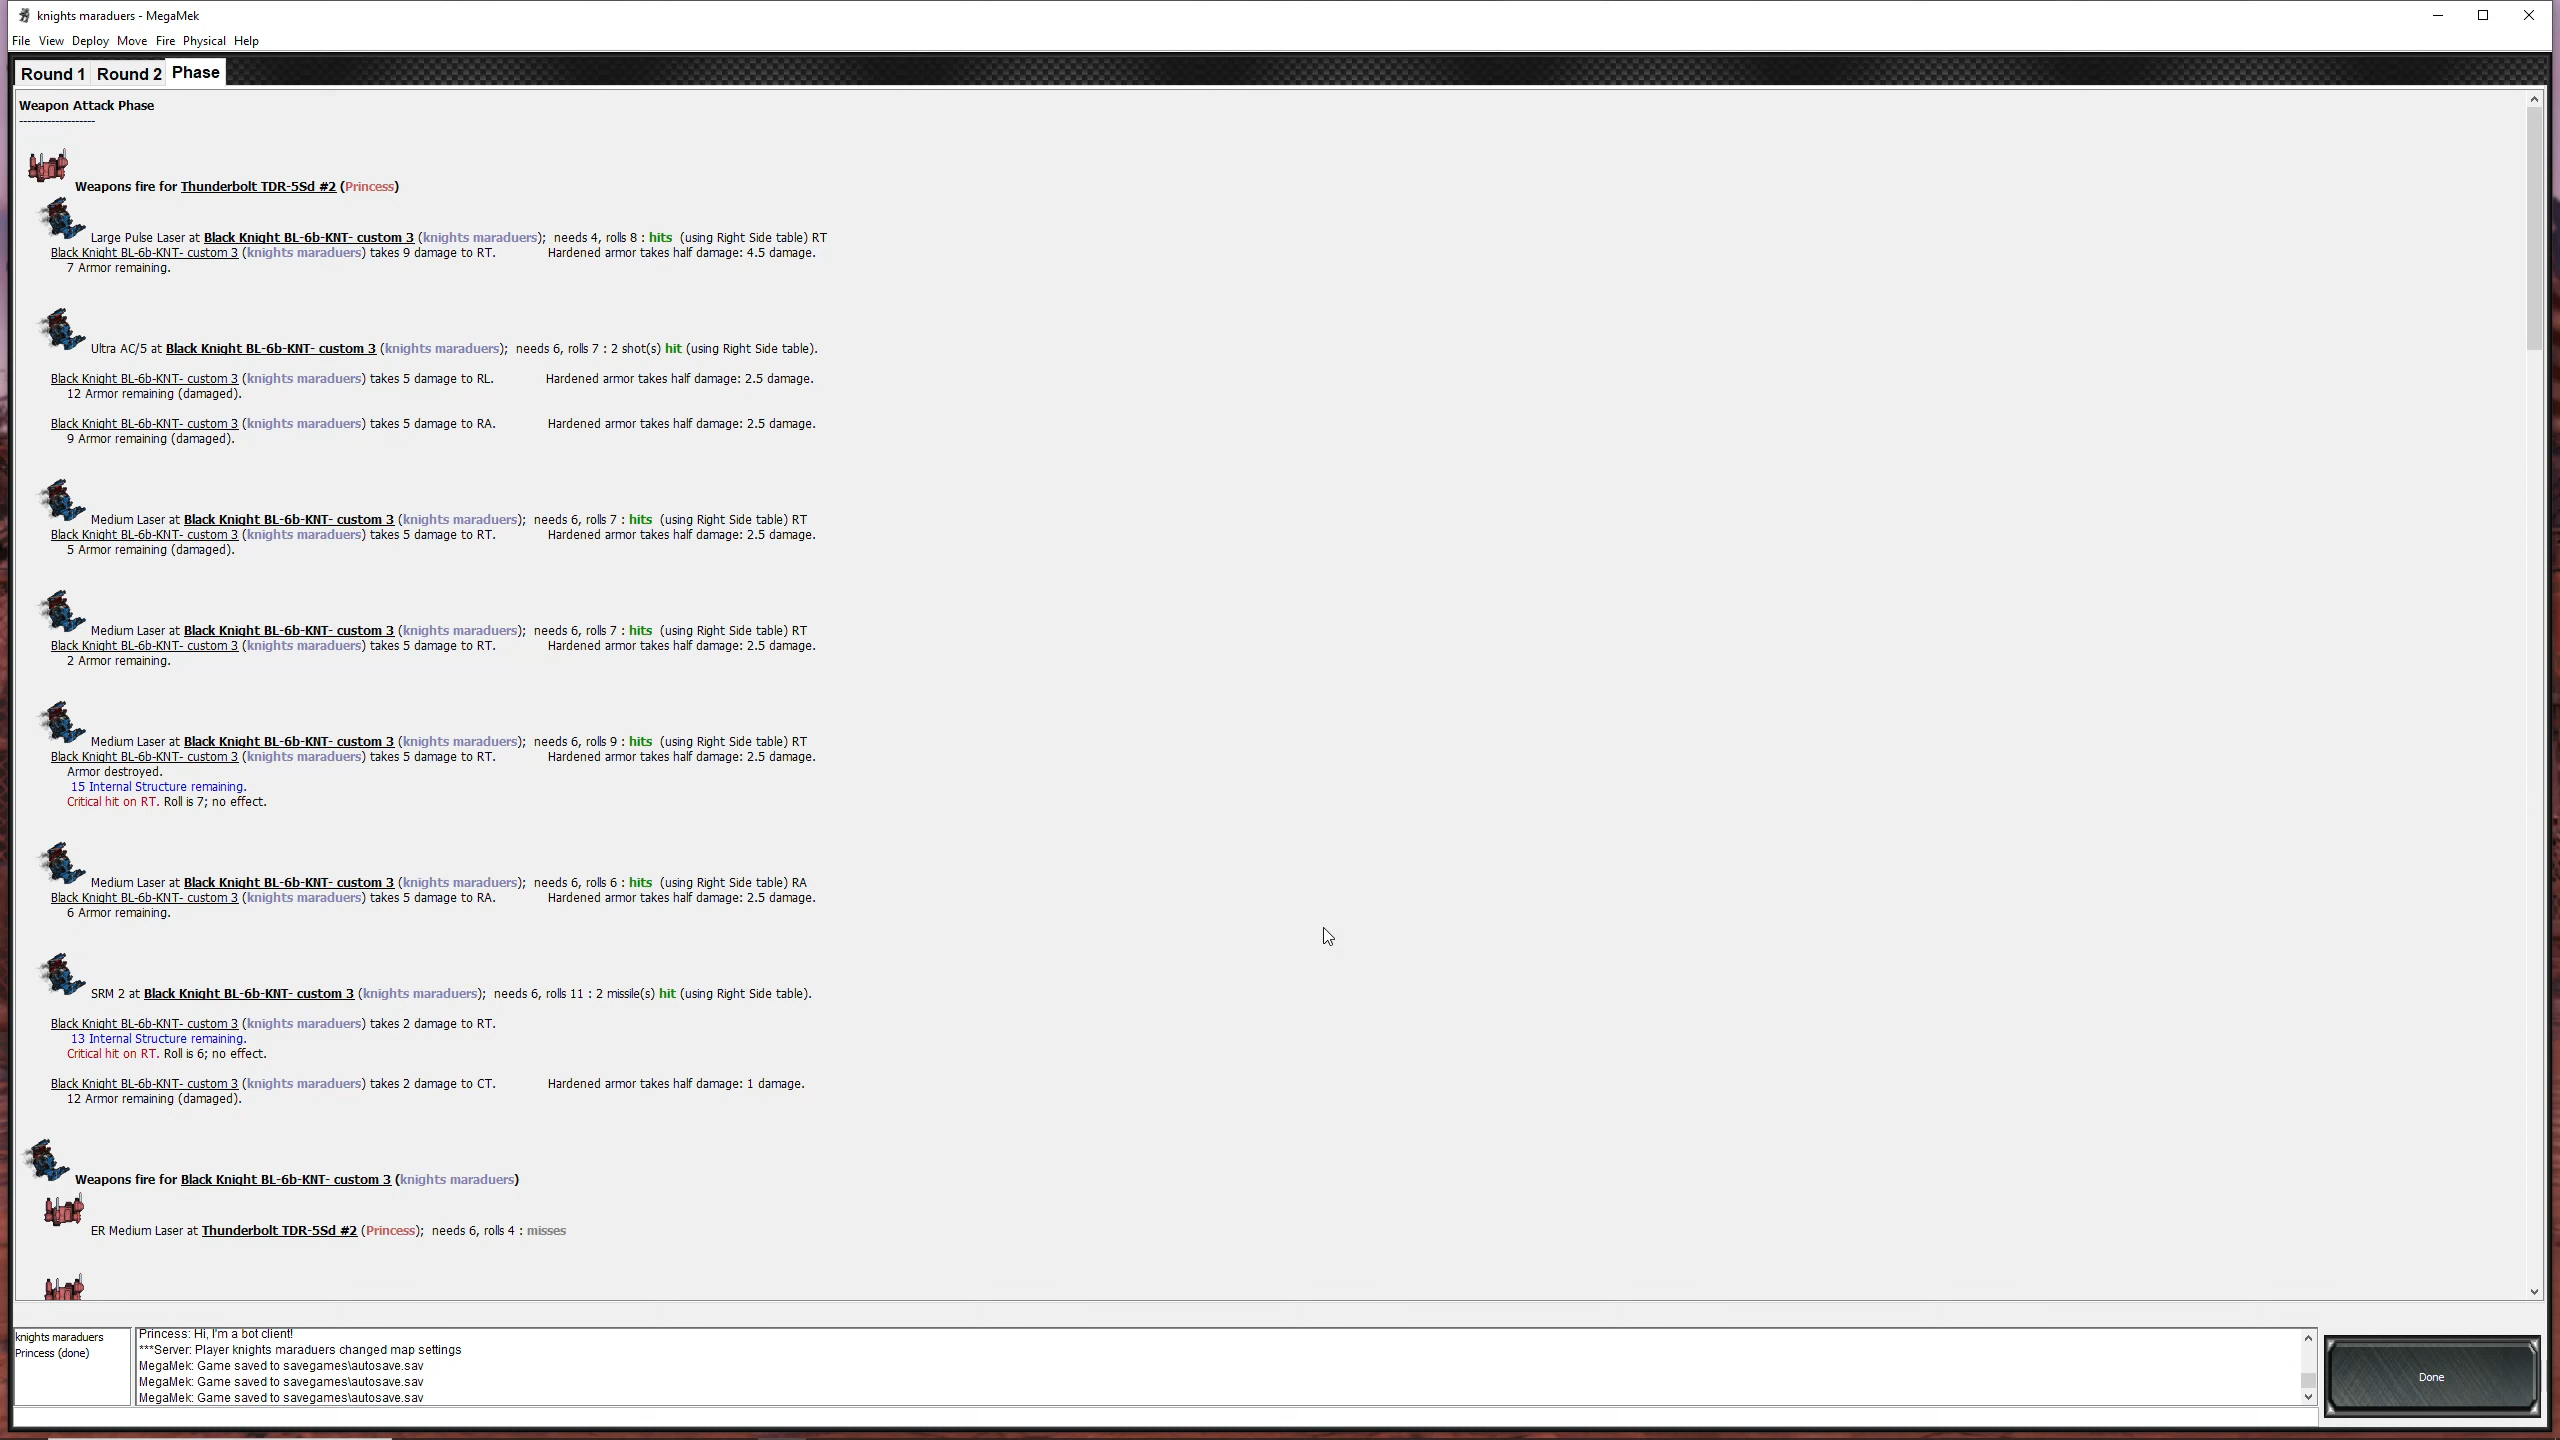 knights maraduers - MegaMek
File View Deploy Move Fire Physical Help
Round 1 Round 2 Phase
Weapon Attack Phase
-------------------
Weapons fire for Thunderbolt TDR-5Sd #2 (Princess)
Large Pulse Laser at Black Knight BL-6b-KNT- custom 3 (knights maraduers); needs 4, rolls 8 : hits (using Right Side table) RT
Black Knight BL-6b-KNT- custom 3 (knights maraduers) takes 9 damage to RT. Hardened armor takes half damage: 4.5 damage.
7 Armor remaining.
Ultra AC/5 at Black Knight BL-6b-KNT- custom 3 (knights maraduers); needs 6, rolls 7 : 2 shot(s) hit (using Right Side table).
Black Knight BL-6b-KNT- custom 3 (knights maraduers) takes 5 damage to RL. Hardened armor takes half damage: 2.5 damage.
12 Armor remaining (damaged).
Black Knight BL-6b-KNT- custom 3 (knights maraduers) takes 5 damage to RA. Hardened armor takes half damage: 2.5 damage.
9 Armor remaining (damaged).
Medium Laser at Black Knight BL-6b-KNT- custom 3 (knights maraduers); needs 6, rolls 7 : hits (using Right Side table) RT
Black Knight BL-6b-KNT- custom 3 (knights maraduers) takes 5 damage to RT. Hardened armor takes half damage: 2.5 damage.
5 Armor remaining (damaged).
Medium Laser at Black Knight BL-6b-KNT- custom 3 (knights maraduers); needs 6, rolls 7 : hits (using Right Side table) RT
Black Knight BL-6b-KNT- custom 3 (knights maraduers) takes 5 damage to RT. Hardened armor takes half damage: 2.5 damage.
2 Armor remaining.
Medium Laser at Black Knight BL-6b-KNT- custom 3 (knights maraduers); needs 6, rolls 9 : hits (using Right Side table) RT
Black Knight BL-6b-KNT- custom 3 (knights maraduers) takes 5 damage to RT. Hardened armor takes half damage: 2.5 damage.
Armor destroyed.
15 Internal Structure remaining.
Critical hit on RT. Roll is 7; no effect.
Medium Laser at Black Knight BL-6b-KNT- custom 3 (knights maraduers); needs 6, rolls 6 : hits (using Right Side table) RA
Black Knight BL-6b-KNT- custom 3 (knights maraduers) takes 5 damage to RA. Hardened armor takes half damage: 2.5 damage.
6 Armor remaining.
SRM 2 at Black Knight BL-6b-KNT- custom 3 (knights maraduers); needs 6, rolls 11 : 2 missile(s) hit (using Right Side table).
Black Knight BL-6b-KNT- custom 3 (knights maraduers) takes 2 damage to RT.
13 Internal Structure remaining.
Critical hit on RT. Roll is 6; no effect.
Black Knight BL-6b-KNT- custom 3 (knights maraduers) takes 2 damage to CT. Hardened armor takes half damage: 1 damage.
12 Armor remaining (damaged).
Weapons fire for Black Knight BL-6b-KNT- custom 3 (knights maraduers)
ER Medium Laser at Thunderbolt TDR-5Sd #2 (Princess); needs 6, rolls 4 : misses
knights maraduers
Princess (done)
Princess: Hi, I'm a bot client!
***Server: Player knights maraduers changed map settings
MegaMek: Game saved to savegames\autosave.sav
MegaMek: Game saved to savegames\autosave.sav
MegaMek: Game saved to savegames\autosave.sav
Done